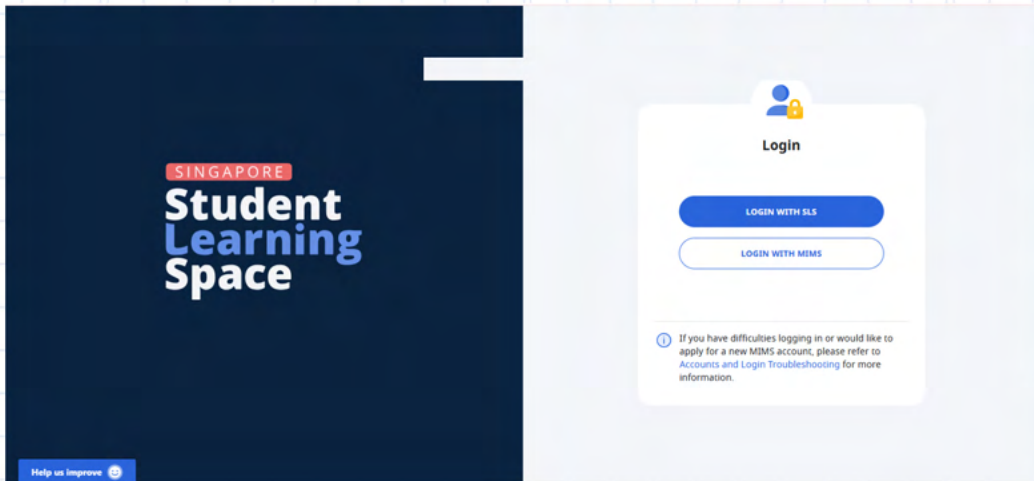 SINGAPORE
Student
Learning
Space
Help us improve
Login
LOGIN WITH SLS
LOGIN WITH MIMS
If you have difficulties logging in or would like to
apply for a new MIMS account, please refer to
Accounts and Login Troubleshooting for more
information.